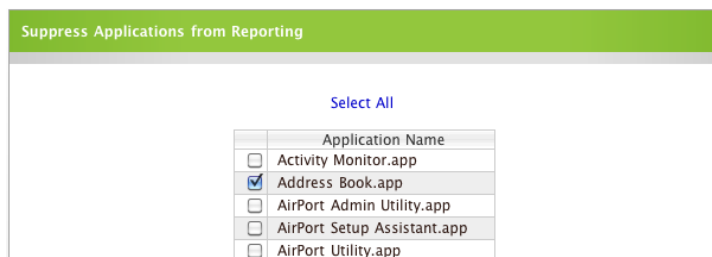 Suppress Applications from Reporting
Select All
Application Name
Activity Monitor.app
Address Book.app
AirPort Admin Utility.app
AirPort Setup Assistant.app
AirPort Utility.app